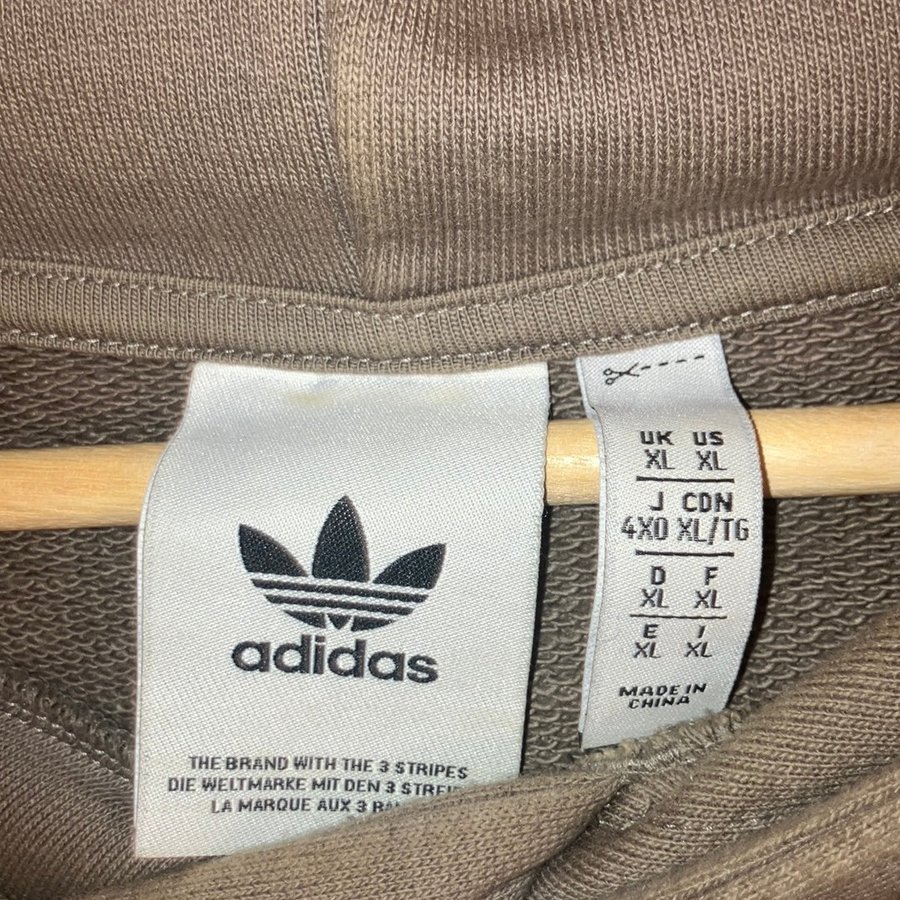 adidas
THE BRAND WITH THE 3 STRIPES
DIE WELTMARKE MIT DEN 3
LA MARQUE AUX 3
UK US
XL XL
J CDN
4XO XL/TG
D F
XL XL
E I
XL XL
MADE IN
CHINA